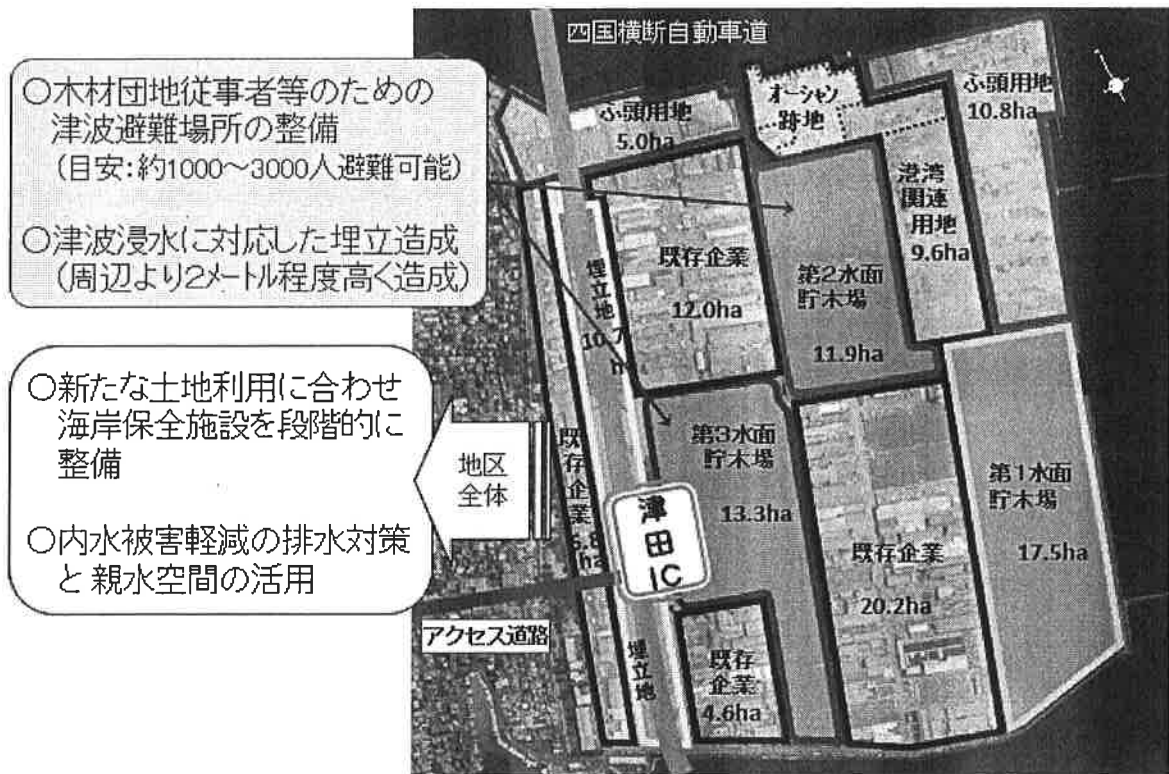 四国横断自動車道
○木材団地従事者等のための
津波避難場所の整備
(目安:約1000～3000人避難可能)
○津波浸水に対応した埋立造成
(周辺より2メートル程度高く造成)
○新たな土地利用に合わせ
海岸保全施設を段階的に
整備
○内水被害軽減の排水対策
と親水空間の活用
地区
全体
ふ頭用地
5.0ha
オーシャン
跡地
ふ頭用地
10.8ha
港湾
関連
用地
9.6ha
既存企業
12.0ha
第2水面
貯木場
11.9ha
埋立地
10.7
h
既存企業
ha
第3水面
貯木場
13.3ha
津田IC
既存企業
20.2ha
第1水面
貯木場
17.5ha
アクセス道路
埋立地
既存
企業
4.6ha